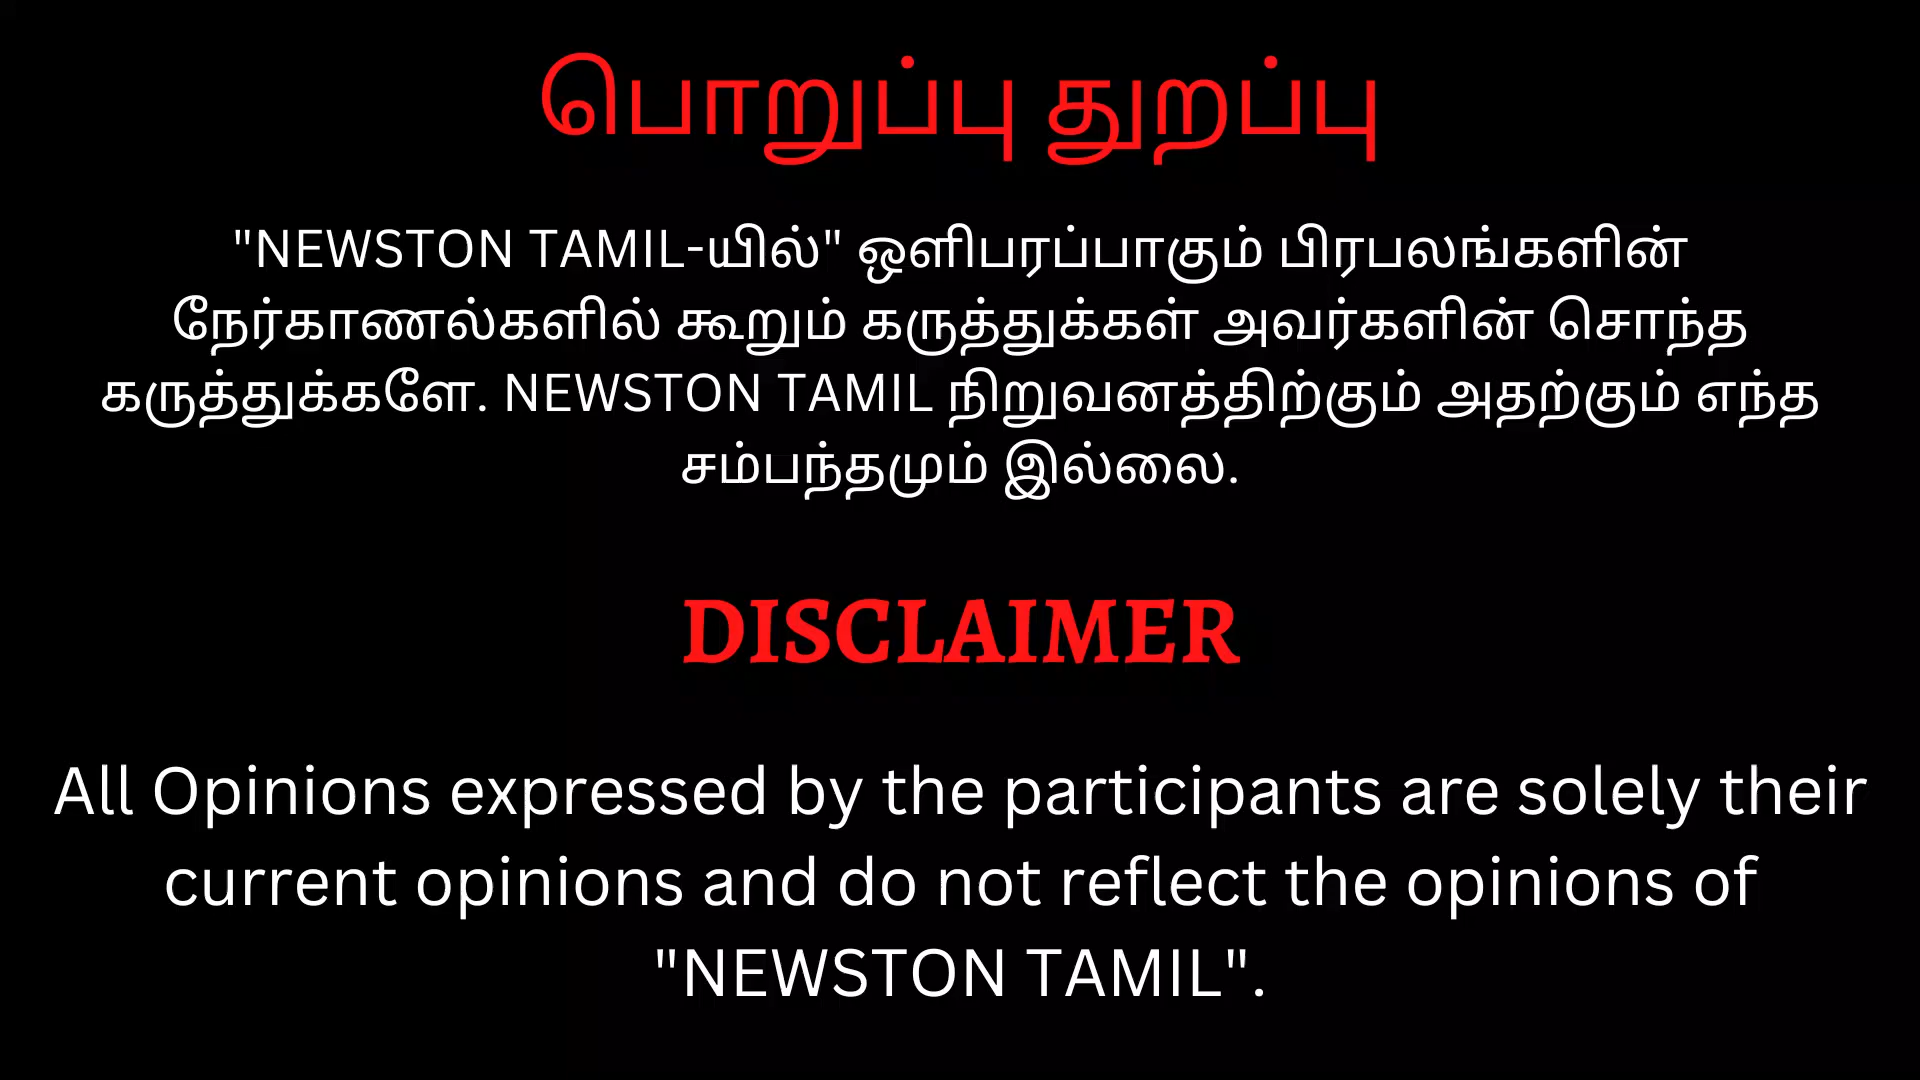 பொறுப்பு துறப்பு
"NEWSTON TAMIL-யில்" ஒளிபரப்பாகும் பிரபலங்களின்
நேர்காணல்களில் கூறும் கருத்துக்கள் அவர்களின் சொந்த
கருத்துக்களே. NEWSTON TAMIL நிறுவனத்திற்கும் அதற்கும் எந்த
சம்பந்தமும் இல்லை.
DISCLAIMER
All Opinions expressed by the participants are solely their
current opinions and do not reflect the opinions of
"NEWSTON TAMIL".